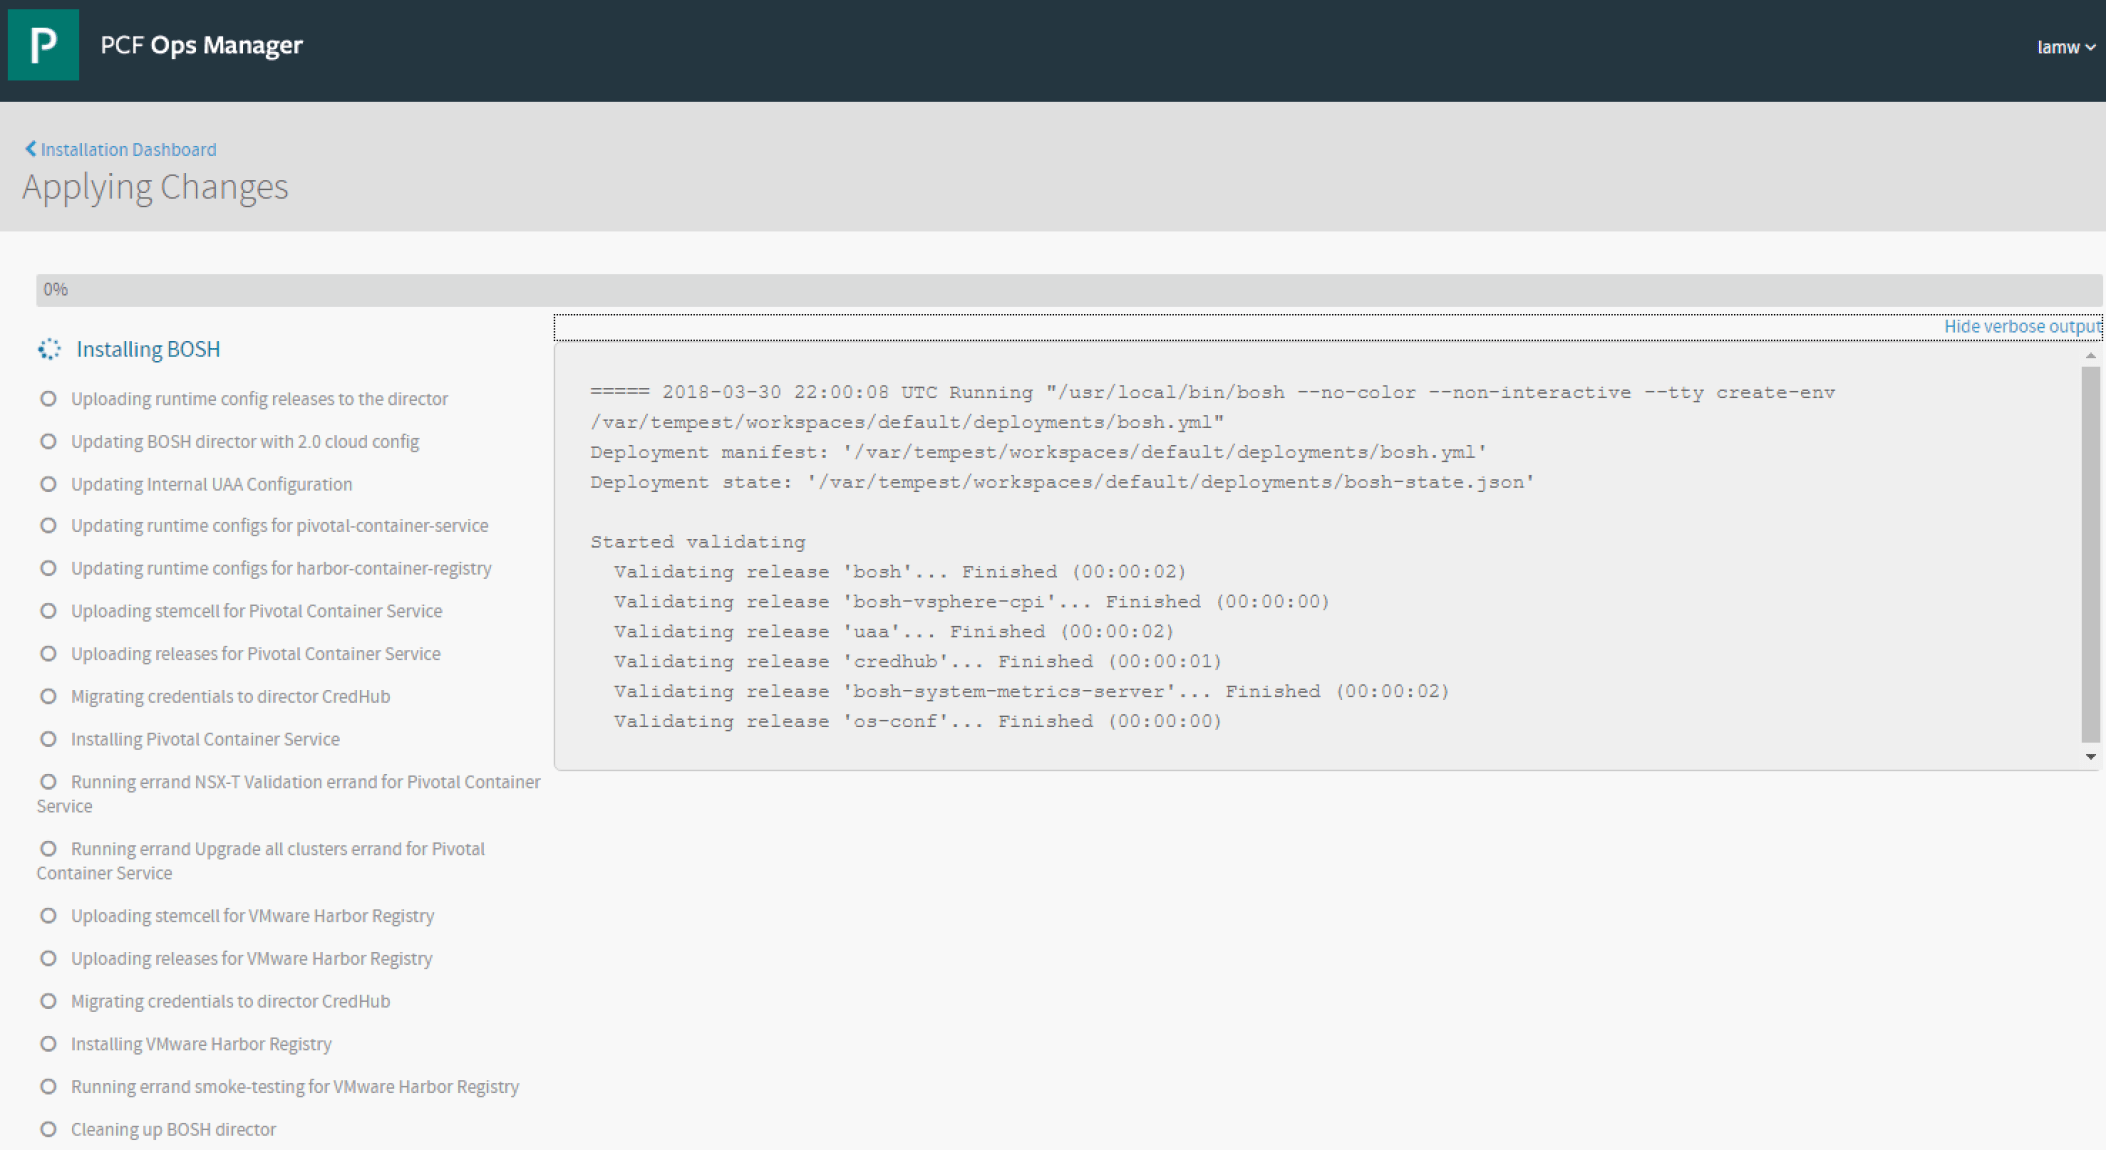 P
PCF Ops Manager
lamw
Installation Dashboard
Applying Changes
0%
Hide verbose output
Installing BOSH
Uploading runtime config releases to the director
Updating BOSH director with 2.0 cloud config
Updating Internal UAA Configuration
Updating runtime configs for pivotal-container-service
Updating runtime configs for harbor-container-registry
Uploading stemcell for Pivotal Container Service
Uploading releases for Pivotal Container Service
Migrating credentials to director CredHub
Installing Pivotal Container Service
Running errand NSX-T Validation errand for Pivotal Container
Service
Running errand Upgrade all clusters errand for Pivotal
Container Service
Uploading stemcell for VMware Harbor Registry
Uploading releases for VMware Harbor Registry
Migrating credentials to director CredHub
Installing VMware Harbor Registry
Running errand smoke-testing for VMware Harbor Registry
Cleaning up BOSH director
===== 2018-03-30 22:00:08 UTC Running "/usr/local/bin/bosh --no-color --non-interactive --tty create-env
/var/tempest/workspaces/default/deployments/bosh.yml"
Deployment manifest: '/var/tempest/workspaces/default/deployments/bosh.yml'
Deployment state: '/var/tempest/workspaces/default/deployments/bosh-state.json'
Started validating
Validating release 'bosh'... Finished (00:00:02)
Validating release 'bosh-vsphere-cpi'... Finished (00:00:00)
Validating release 'uaa'... Finished (00:00:02)
Validating release 'credhub'... Finished (00:00:01)
Validating release 'bosh-system-metrics-server'... Finished (00:00:02)
Validating release 'os-conf'... Finished (00:00:00)